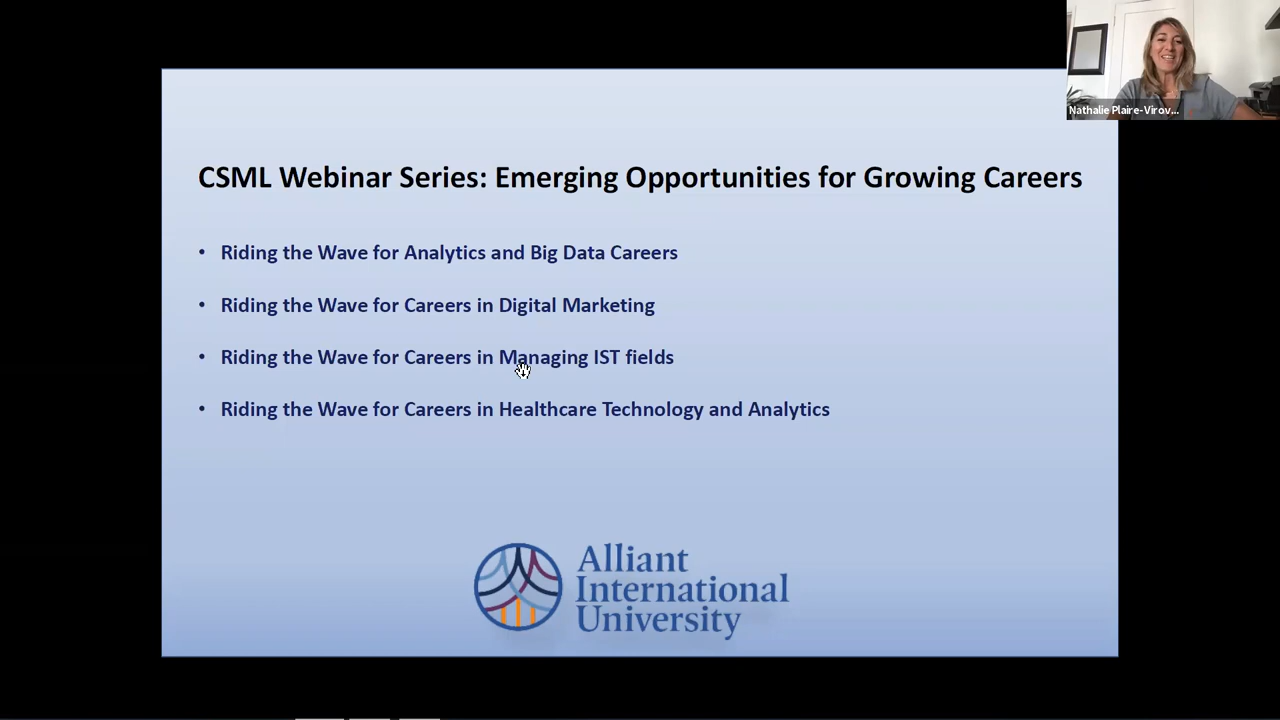 Nathalie Plaire-Virov...
CSML Webinar Series: Emerging Opportunities for Growing Careers
• Riding the Wave for Analytics and Big Data Careers
• Riding the Wave for Careers in Digital Marketing
• Riding the Wave for Careers in Managing IST fields
• Riding the Wave for Careers in Healthcare Technology and Analytics
Alliant
International
University